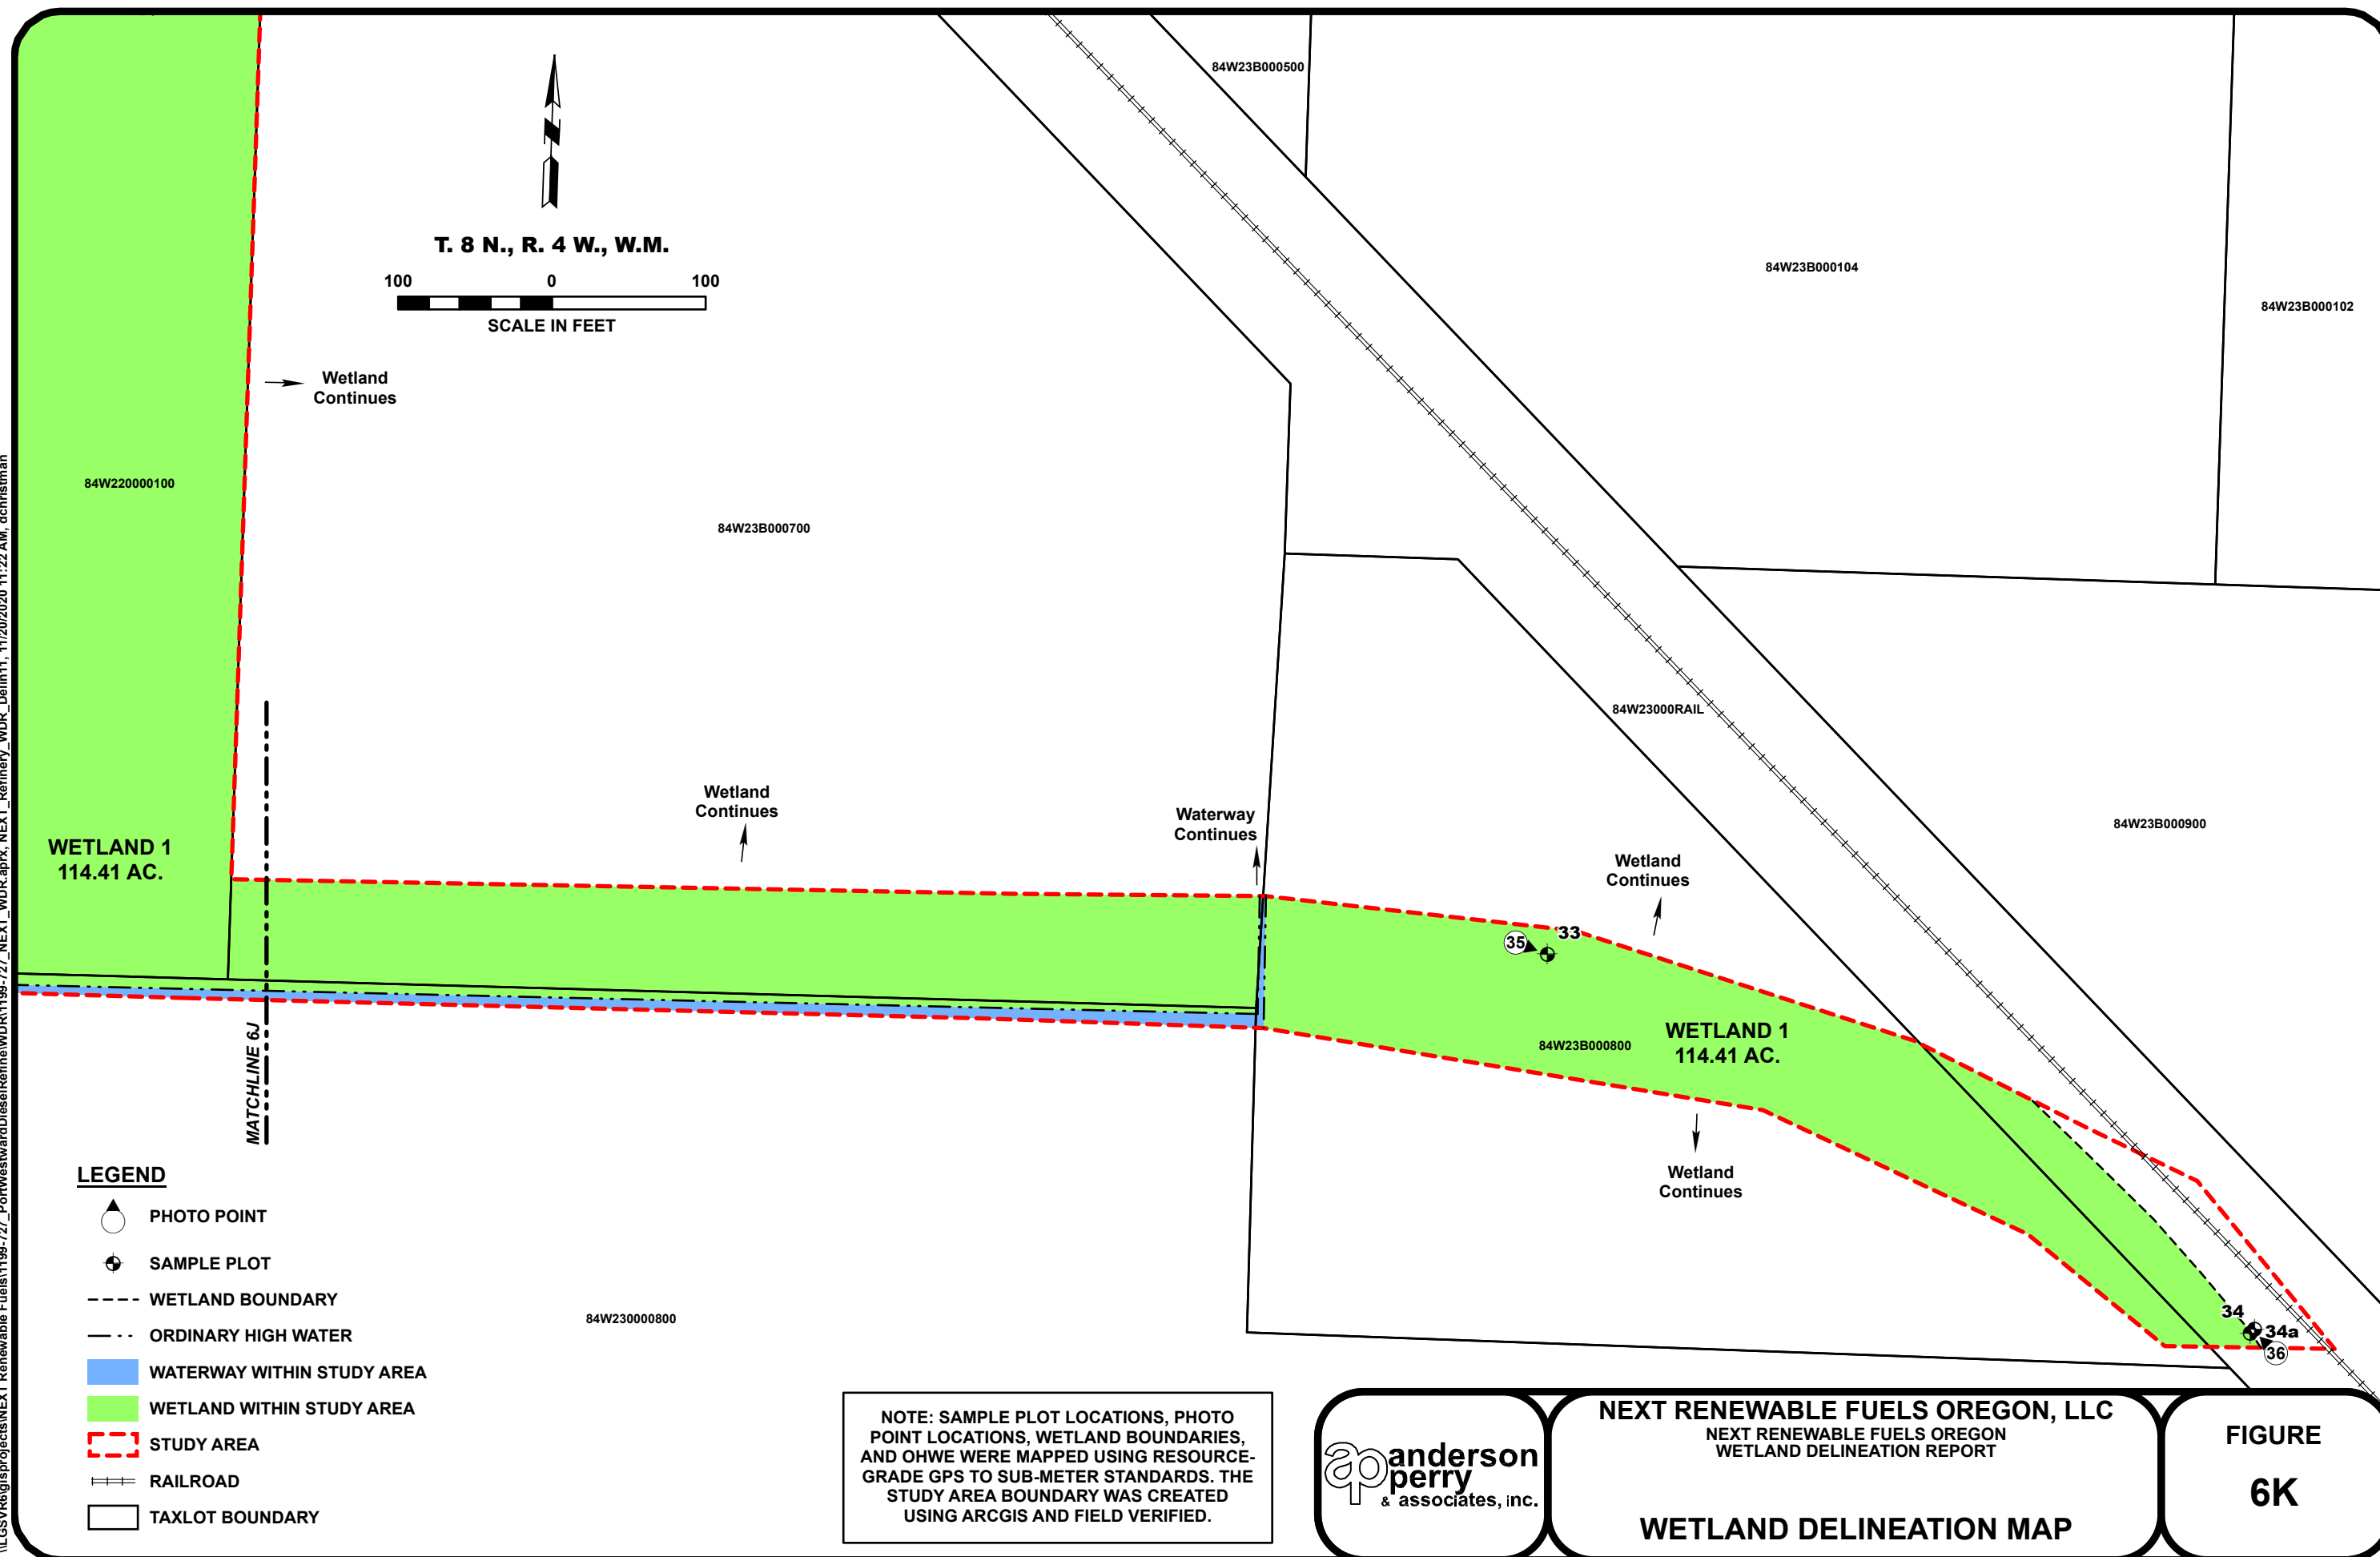 84W23B000500
84W23B000104
84W23B000102
T. 8 N., R. 4 W., W.M.
100 0 100
SCALE IN FEET
Wetland
Continues
84W220000100
84W23B000700
84W23000RAIL
84W23B000900
Wetland
Continues
Waterway
Continues
Wetland
Continues
WETLAND 1
114.41 AC.
33
35
WETLAND 1
114.41 AC.
84W23B000800
MATCHLINE 6J
Wetland
Continues
34
34a
36
84W230000800
LEGEND
PHOTO POINT
SAMPLE PLOT
WETLAND BOUNDARY
ORDINARY HIGH WATER
WATERWAY WITHIN STUDY AREA
WETLAND WITHIN STUDY AREA
STUDY AREA
RAILROAD
TAXLOT BOUNDARY
NOTE: SAMPLE PLOT LOCATIONS, PHOTO
POINT LOCATIONS, WETLAND BOUNDARIES,
AND OHWE WERE MAPPED USING RESOURCE-
GRADE GPS TO SUB-METER STANDARDS. THE
STUDY AREA BOUNDARY WAS CREATED
USING ARCGIS AND FIELD VERIFIED.
ap
anderson
perry
& associates, inc.
NEXT RENEWABLE FUELS OREGON, LLC
NEXT RENEWABLE FUELS OREGON
WETLAND DELINEATION REPORT
WETLAND DELINEATION MAP
FIGURE
6K